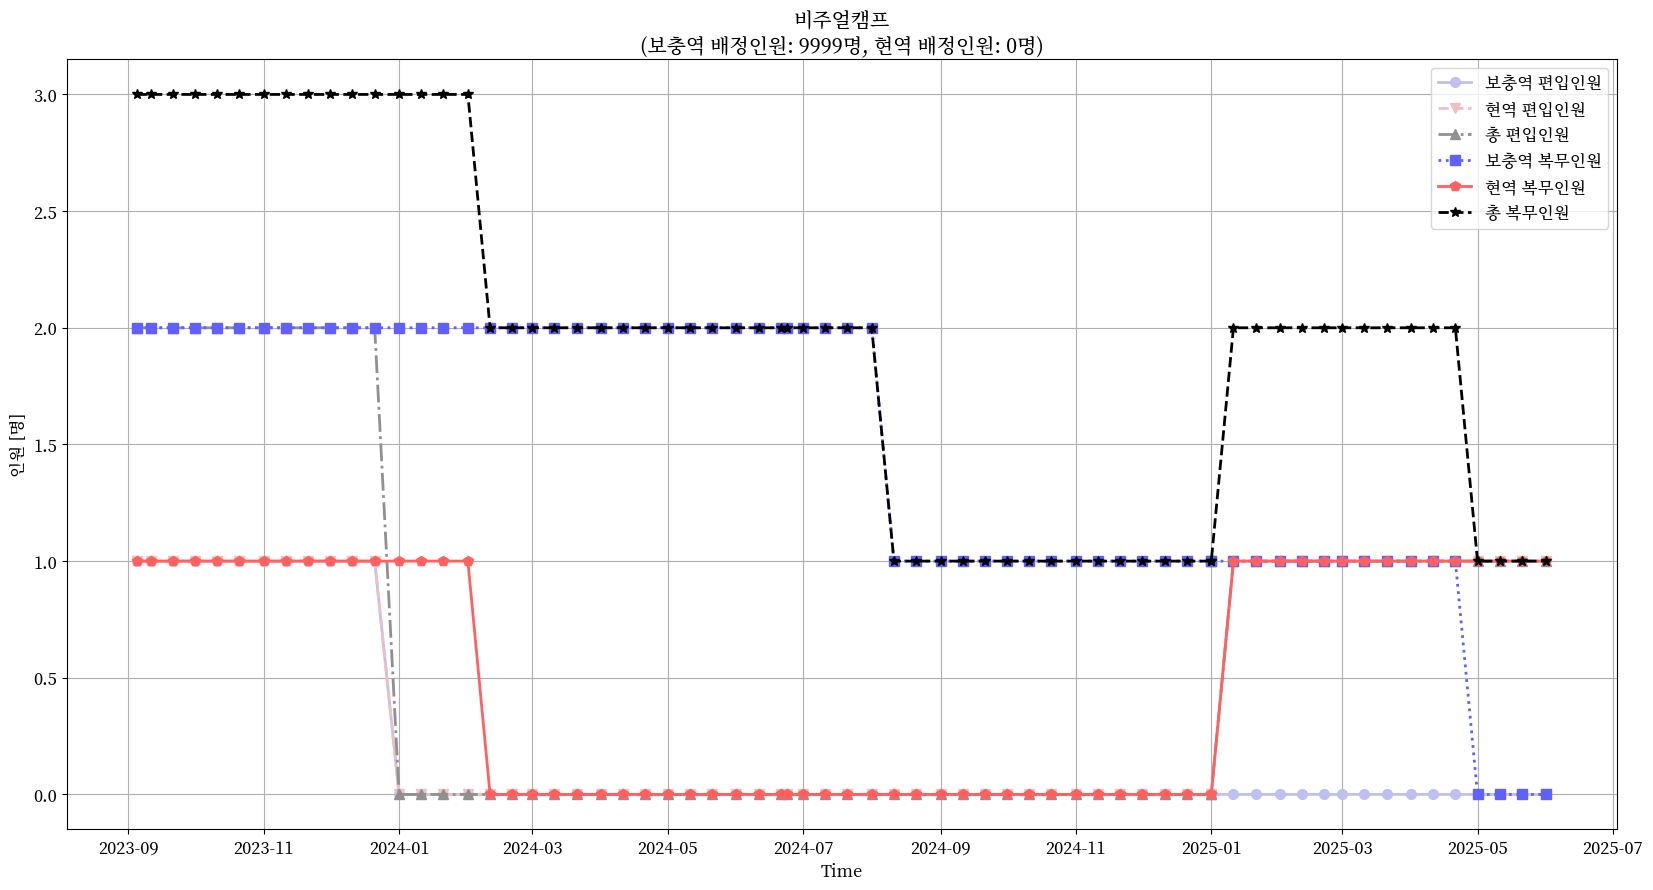 비주얼캠프
(보충역 배정인원: 9999명, 현역 배정인원: 0명)
보충역 편입인원
현역 편입인원
총 편입인원
보충역 복무인원
현역 복무인원
총 복무인원
인원 [명]
3.0
2.5
2.0
1.5
1.0
0.5
0.0
2023-09 2023-11 2024-01 2024-03 2024-05 2024-07 2024-09 2024-11 2025-01 2025-03 2025-05 2025-07
Time